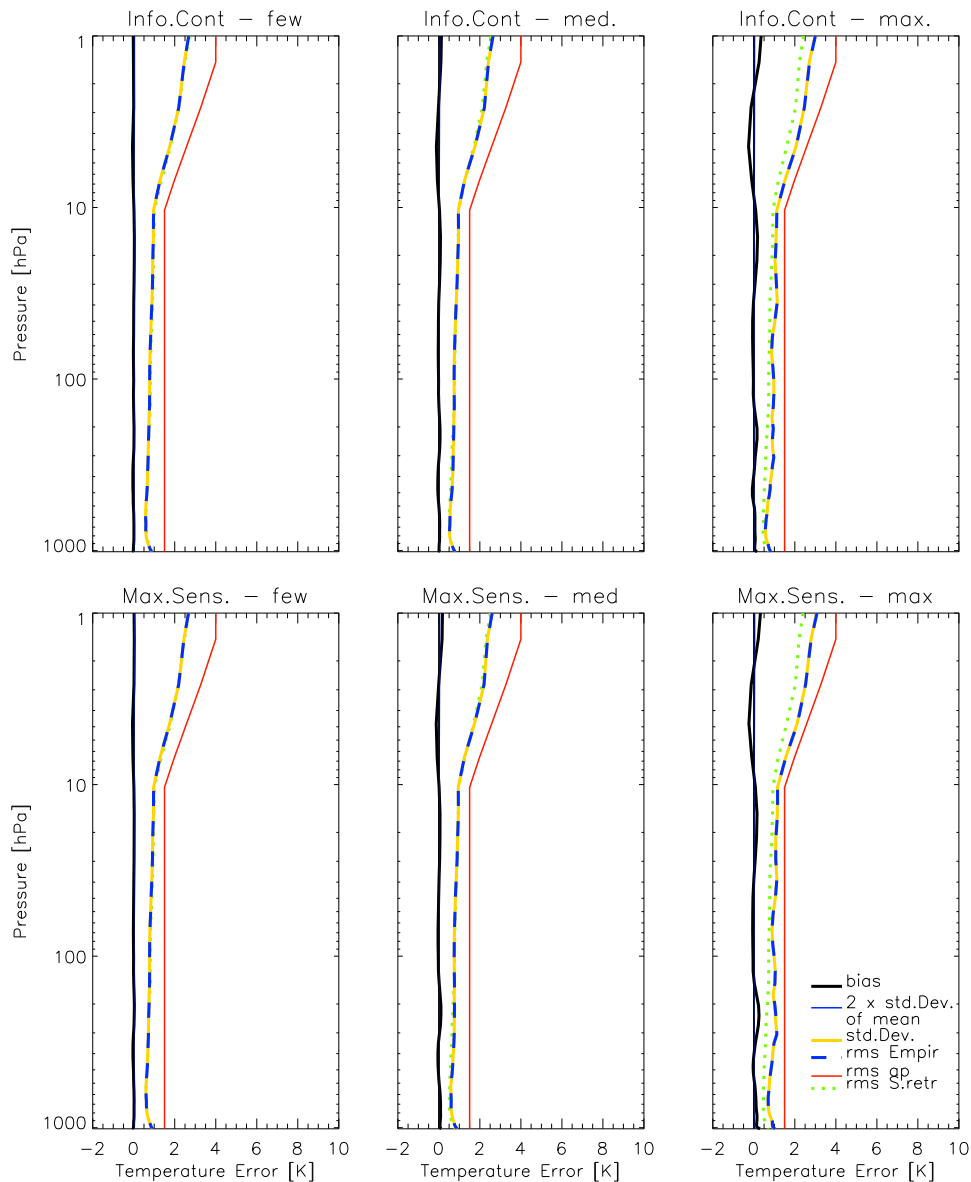 Info.Cont – few
Info.Cont – med.
Info.Cont – max.
1
10
100
1000
Pressure [hPa]
Max.Sens. – few
Max.Sens. – med
Max.Sens. – max
1
10
100
1000
Pressure [hPa]
bias
2 x std.Dev.
of mean
std.Dev.
rms Empir
rms ap
rms S.retr
-2 0 2 4 6 8 10
-2 0 2 4 6 8 10
-2 0 2 4 6 8 10
Temperature Error [K]
Temperature Error [K]
Temperature Error [K]